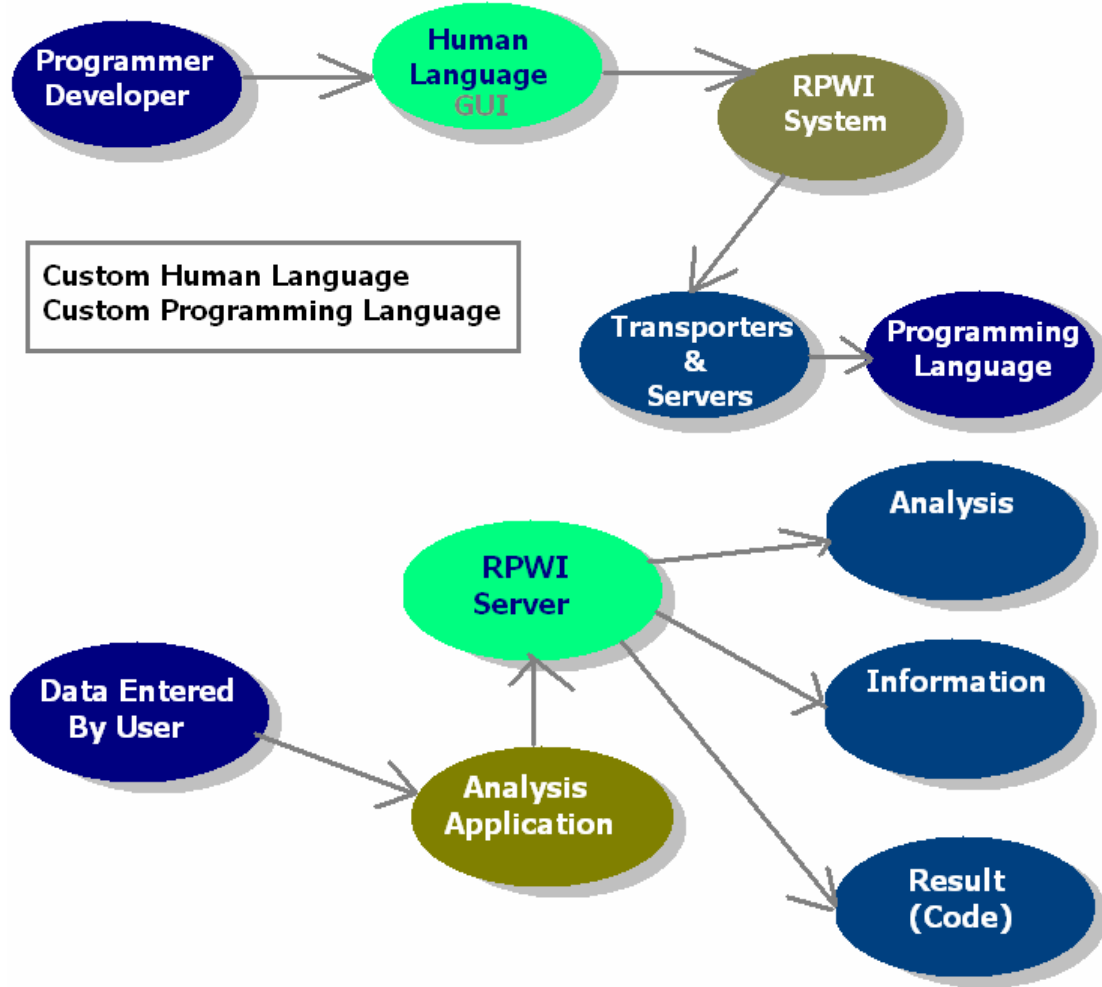 Programmer
Developer
Human
Language
GUI
RPWI
System
Custom Human Language
Custom Programming Language
Transporters
&
Servers
Programming
Language
Analysis
RPWI
Server
Information
Data Entered
By User
Analysis
Application
Result
(Code)